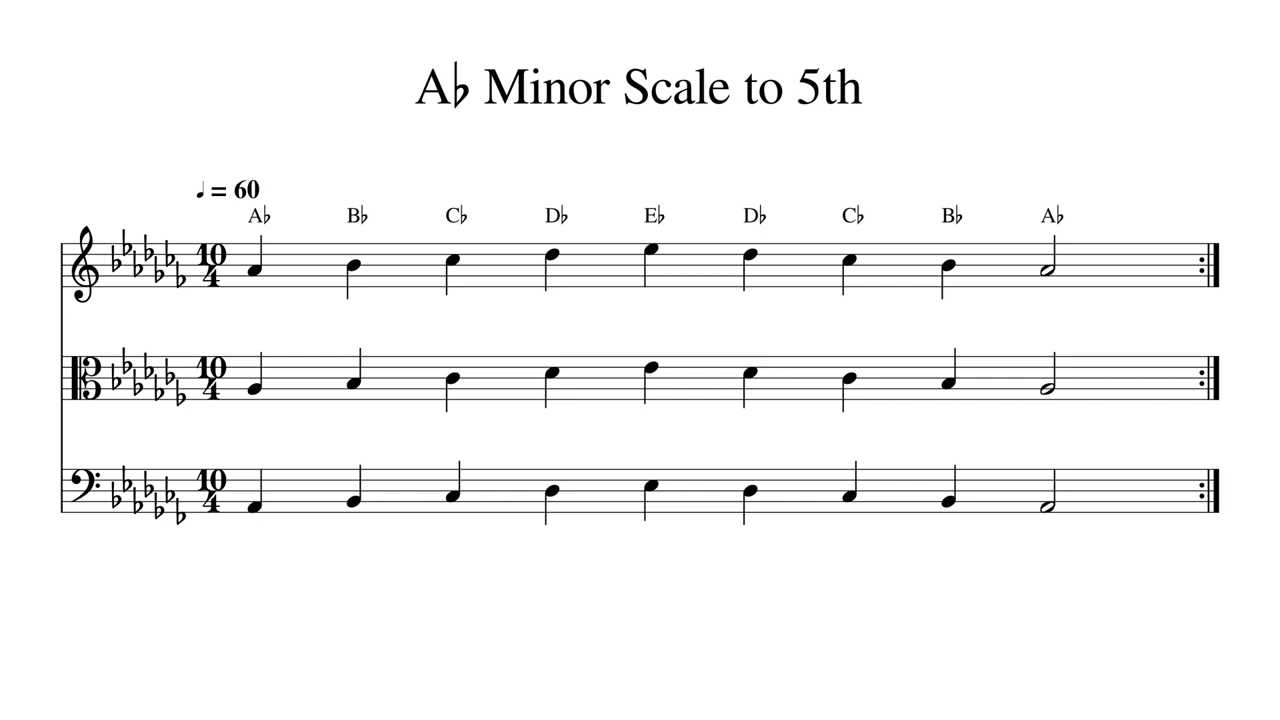 A♭ Minor Scale to 5th
♩ = 60
A♭ B♭ C♭ D♭ E♭ D♭ C♭ B♭ A♭
10
4
10
4
10
4